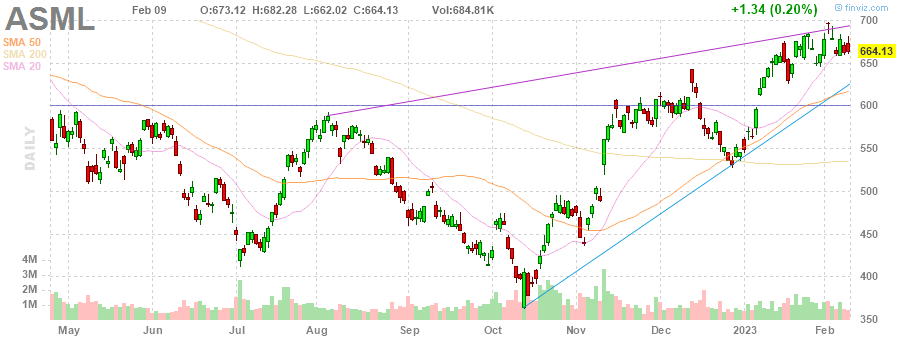 ASML
Feb 09 O:673.12 H:682.28 L:662.02 C:664.13 Vol:684.81K +1.34 (0.20%)
© finviz.com
SMA 50
SMA 200
SMA 20
DAILY
700
664.13
650
600
550
500
450
400
350
4M
3M
2M
1M
May Jun Jul Aug Sep Oct Nov Dec 2023 Feb